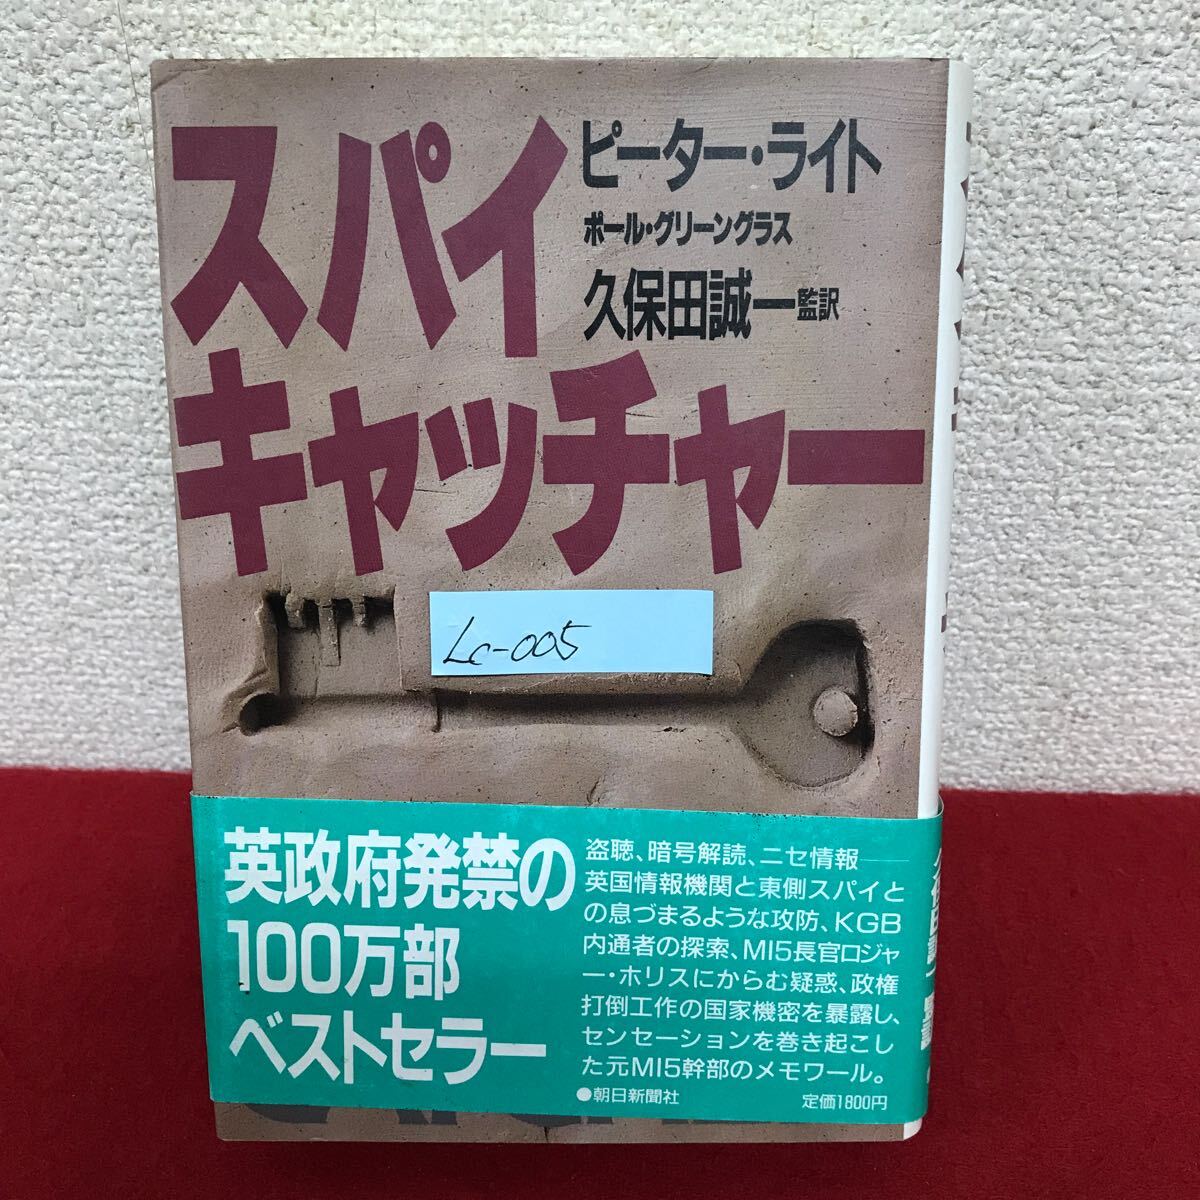 スパイ
キャッチャー
ピーター・ライト
ポール・グリーングラス
久保田誠一監訳
Lc-005
英政府発禁の
100万部
ベストセラー
盗聴、暗号解読、ニセ情報――
英国情報機関と東側スパイと
の息づまるような攻防、KGB
内通者の探索、MI5長官ロジャ
ー・ホリスにからむ疑惑、政権
打倒工作の国家機密を暴露し、
センセーションを巻き起こし
た元MI5幹部のメモワール。
●朝日新聞社
定価1800円